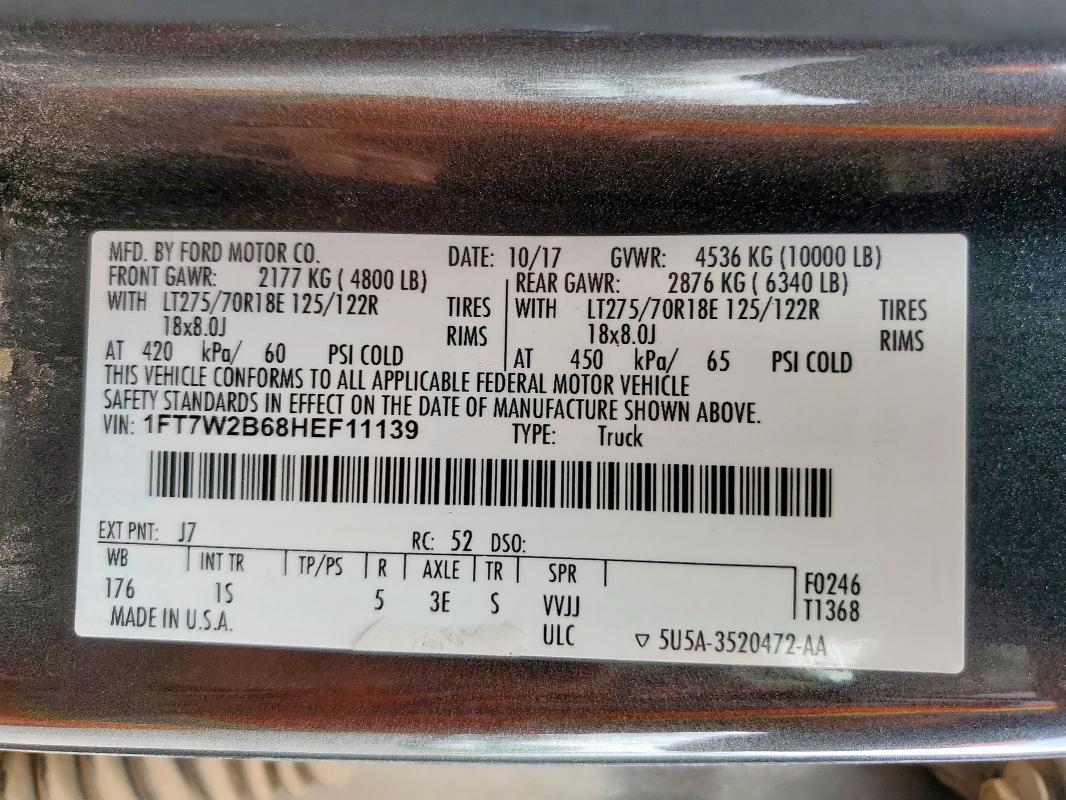 MFD. BY FORD MOTOR CO. DATE: 10/17 GVWR: 4536 KG (10000 LB)
FRONT GAWR: 2177 KG ( 4800 LB) REAR GAWR: 2876 KG ( 6340 LB)
WITH LT275/70R18E 125/122R TIRES WITH LT275/70R18E 125/122R TIRES
18x8.0J RIMS 18x8.0J RIMS
AT 420 kPa/ 60 PSI COLD AT 450 kPa/ 65 PSI COLD
THIS VEHICLE CONFORMS TO ALL APPLICABLE FEDERAL MOTOR VEHICLE
SAFETY STANDARDS IN EFFECT ON THE DATE OF MANUFACTURE SHOWN ABOVE.
VIN: 1FT7W2B68HEF11139 TYPE: Truck
EXT PNT: J7 RC: 52 DSO:
WB INT TR TP/PS R AXLE TR SPR F0246
176 1S 5 3E S VVJJ T1368
MADE IN U.S.A. ULC ▽ 5U5A-3520472-AA